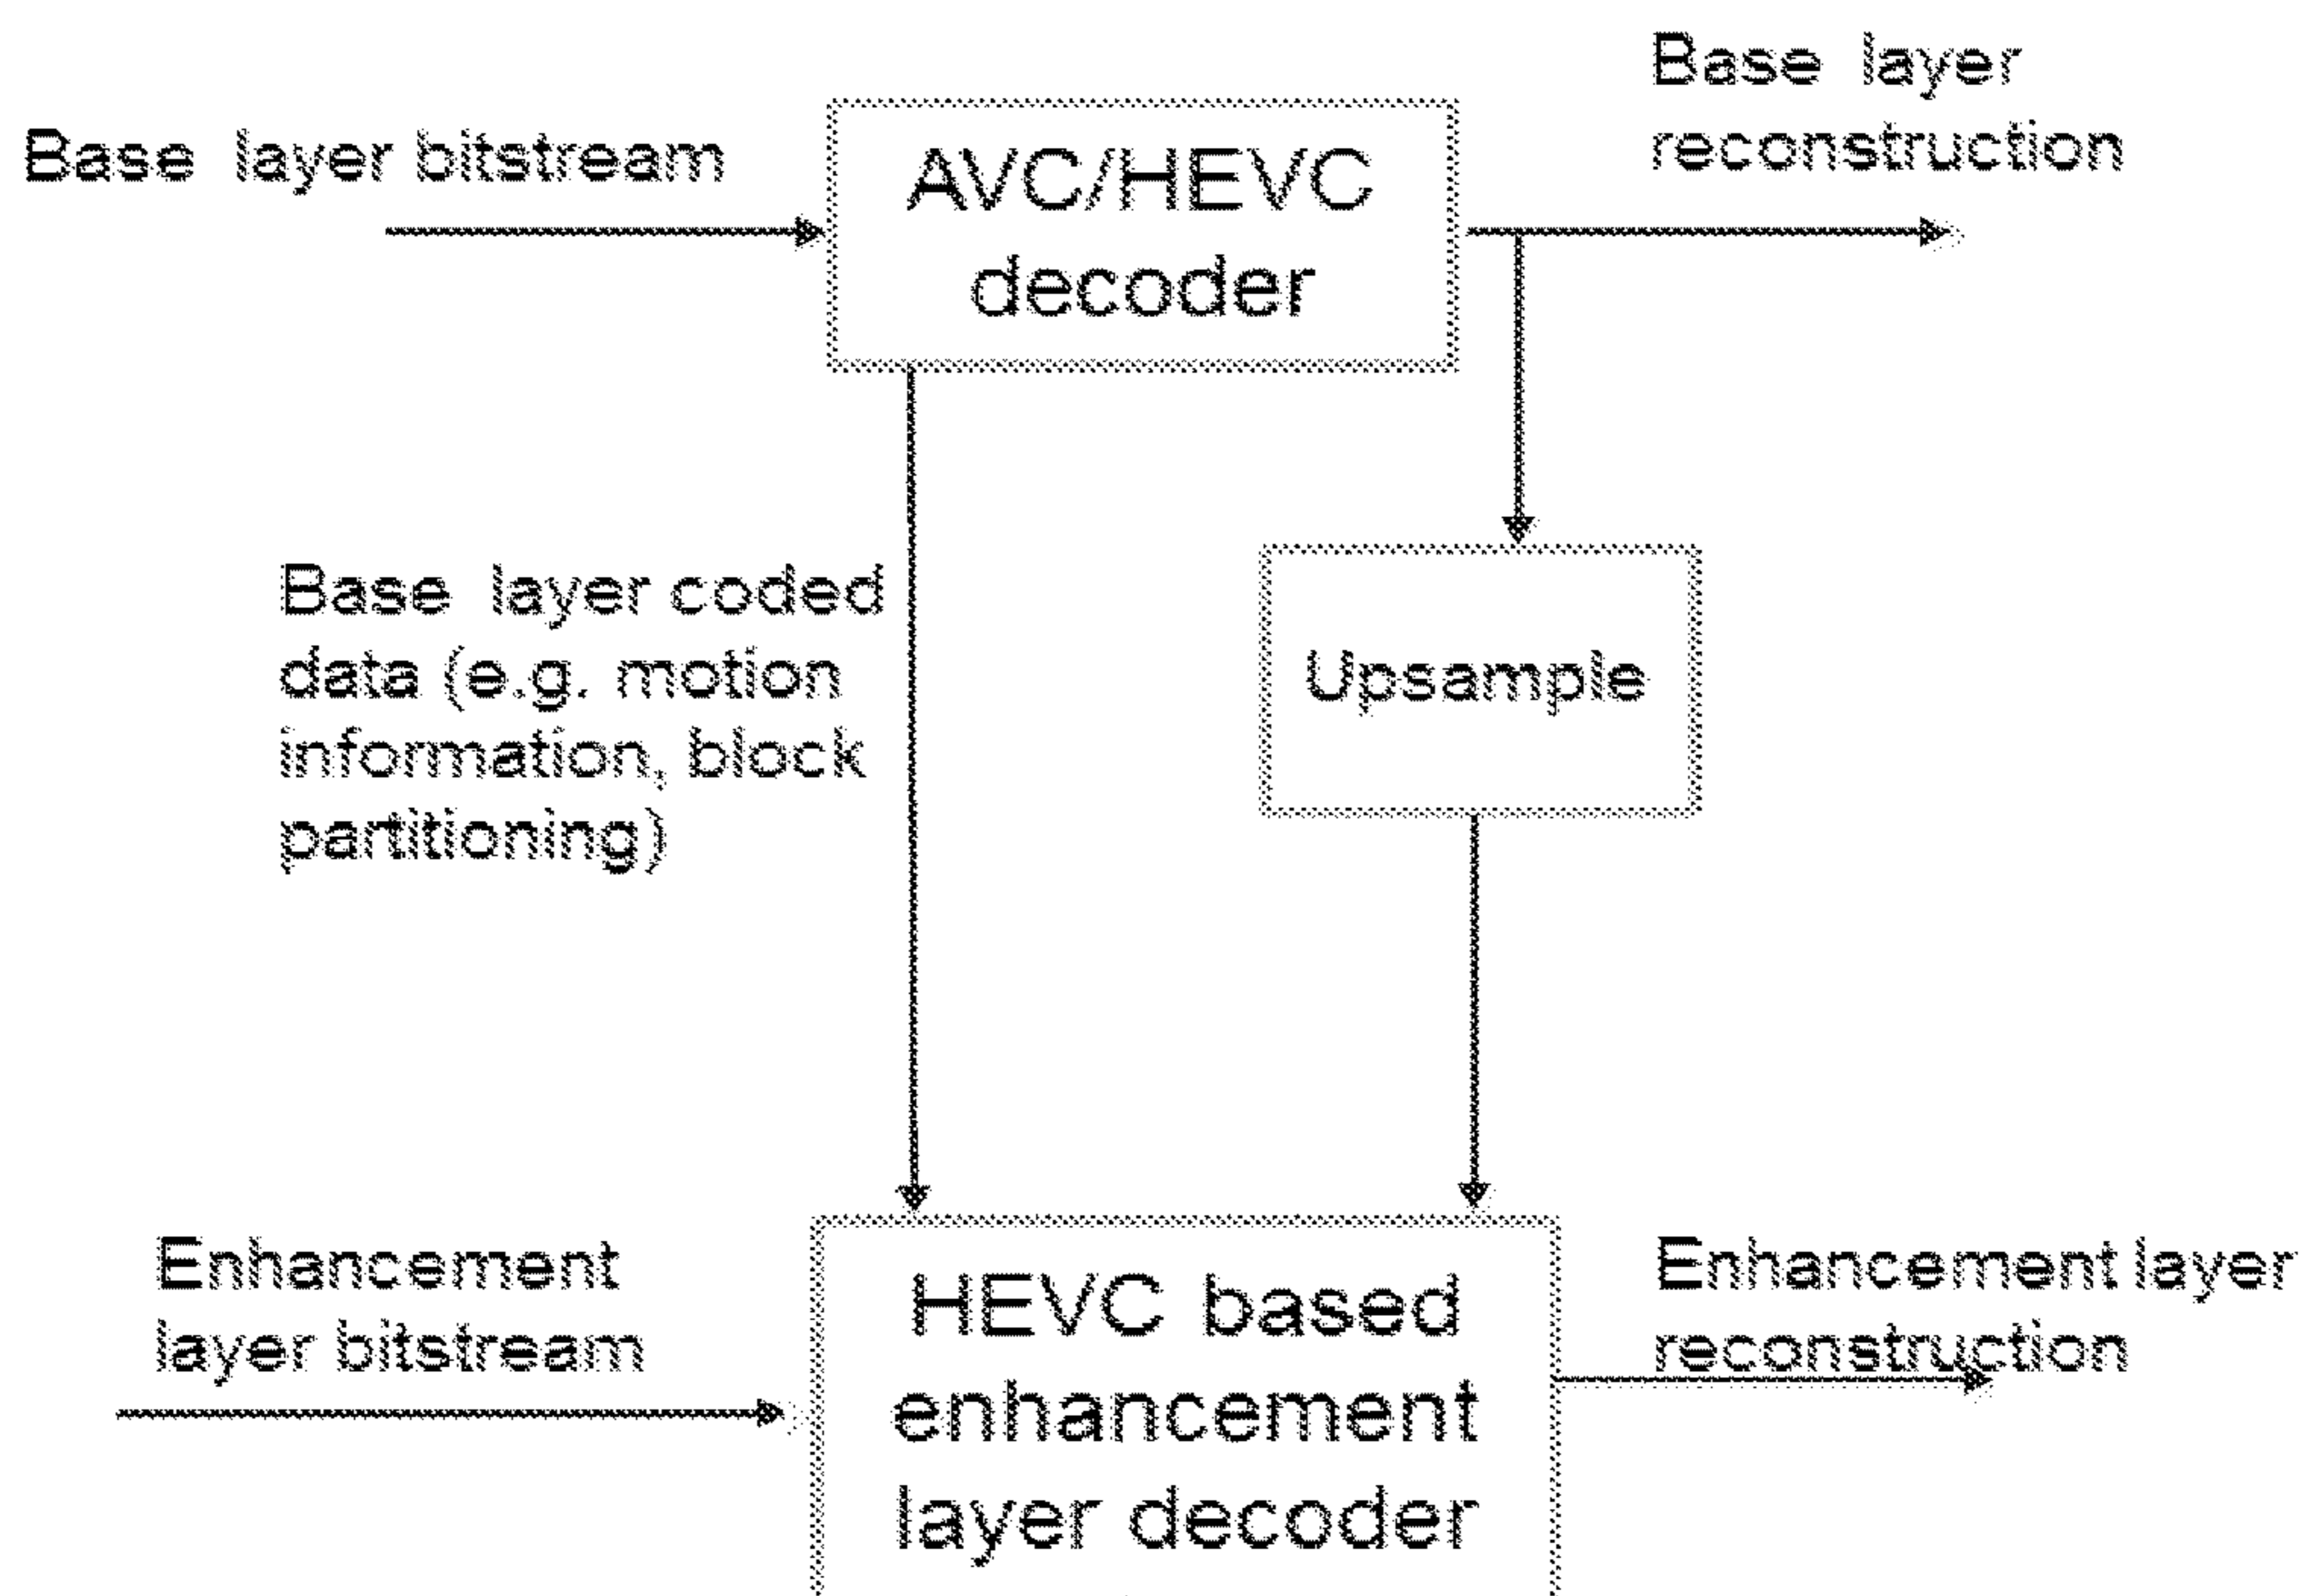 Base layer
reconstruction
Base layer bitstream
AVC/HEVC
decoder
Base layer coded
data (e.g. motion
information, block
partitioning)
Upsample
Enhancement
layer bitstream
HEVC based
enhancement
layer decoder
Enhancement layer
reconstruction